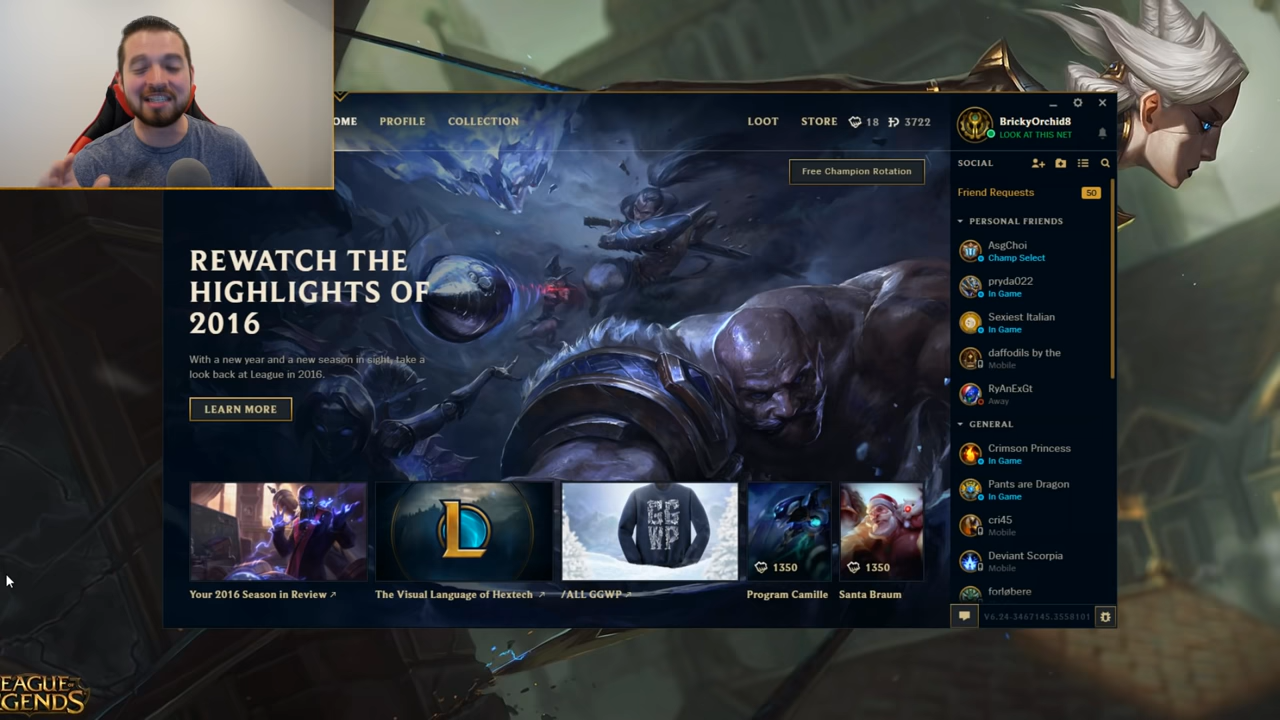 OME
PROFILE
COLLECTION
LOOT
STORE
18
3722
BrickyOrchid8
LOOK AT THIS NET
Free Champion Rotation
SOCIAL
Friend Requests
50
PERSONAL FRIENDS
AsgChoi
Champ Select
pryda022
In Game
Sexiest Italian
In Game
daffodils by the
Mobile
RyAnExGt
Away
GENERAL
Crimson Princess
In Game
Pants are Dragon
In Game
cri45
Mobile
Deviant Scorpia
Mobile
forløbere
V6.24-3467145.3558101
REWATCH THE
HIGHLIGHTS OF
2016
With a new year and a new season in sight, take a
look back at League in 2016.
LEARN MORE
L
GG
WP
1350
1350
Your 2016 Season in Review
The Visual Language of Hextech
/ALL GGWP
Program Camille
Santa Braum
EAGUE OF
GENDS